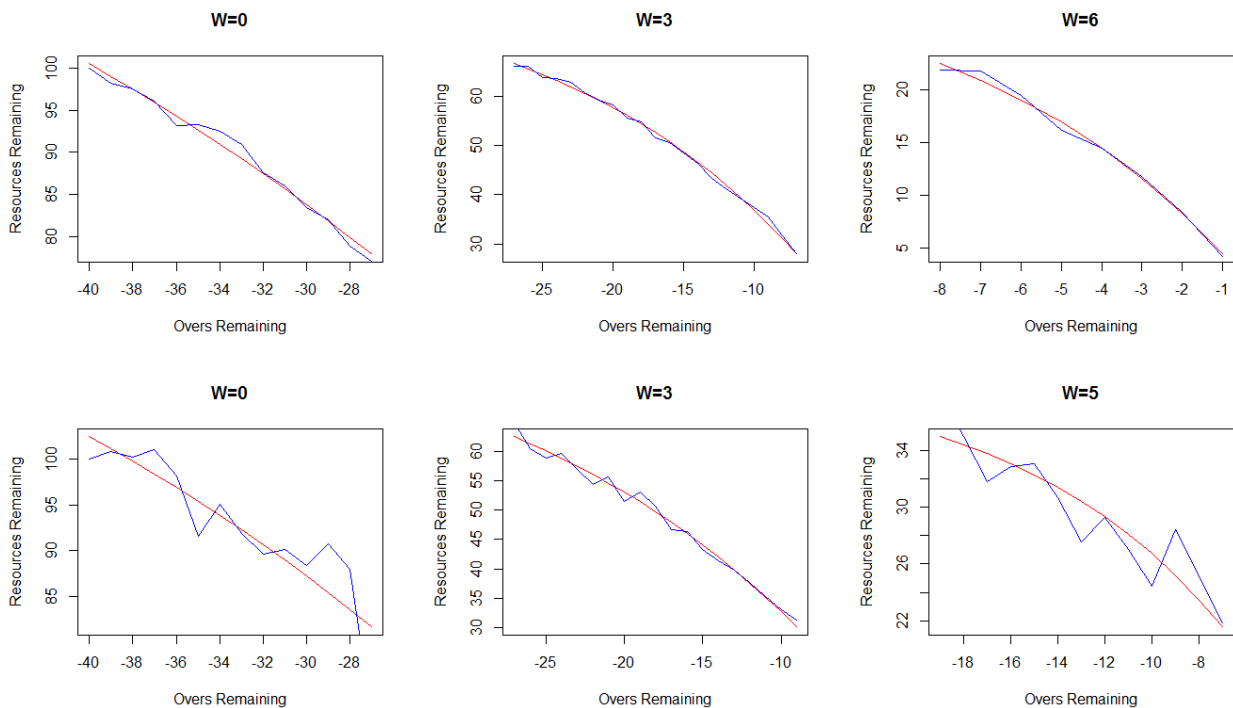 W=0
W=3
W=6
Resources Remaining
100
95
90
85
80
-40 -38 -36 -34 -32 -30 -28
Overs Remaining
Resources Remaining
60
50
40
30
-25 -20 -15 -10
Overs Remaining
Resources Remaining
20
15
10
5
-8 -7 -6 -5 -4 -3 -2 -1
Overs Remaining
W=0
W=3
W=5
Resources Remaining
100
95
90
85
-40 -38 -36 -34 -32 -30 -28
Overs Remaining
Resources Remaining
60
55
50
45
40
35
30
-25 -20 -15 -10
Overs Remaining
Resources Remaining
34
30
26
22
-18 -16 -14 -12 -10 -8
Overs Remaining